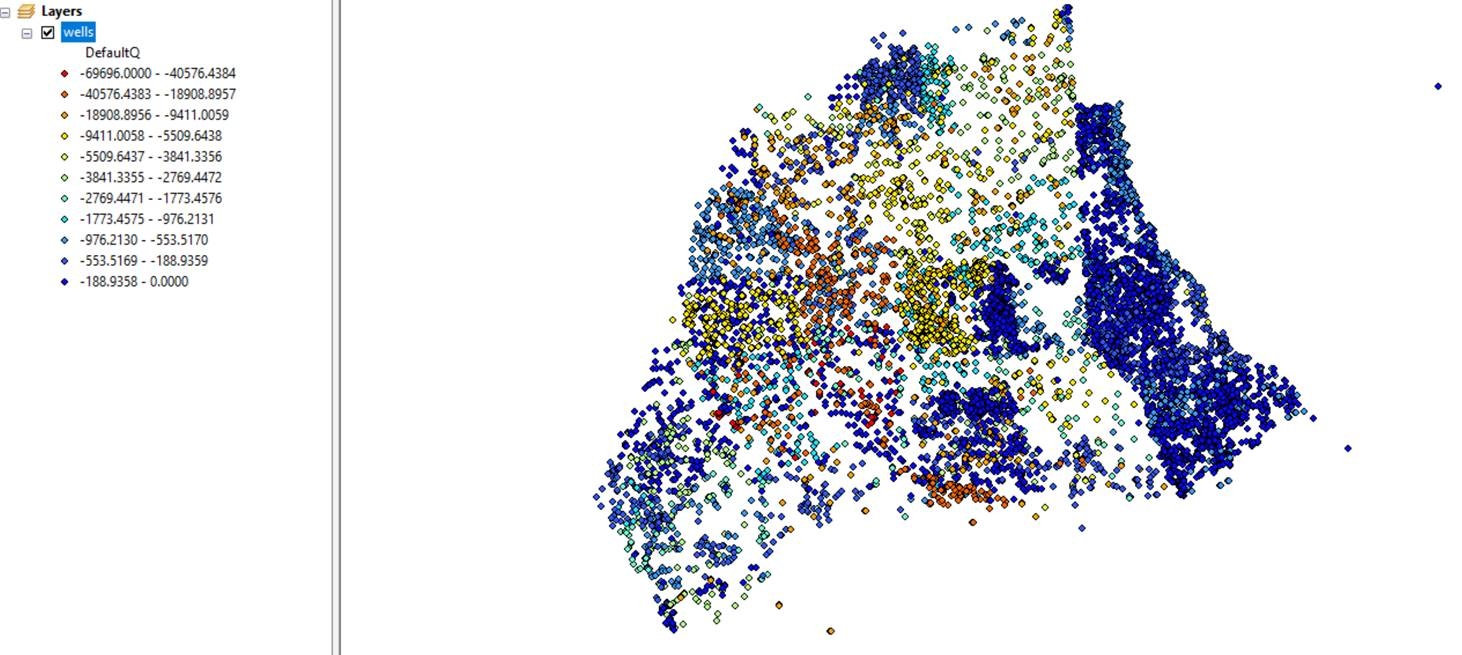 Layers
wells
DefaultQ
-69696.0000 - -40576.4384
-40576.4383 - -18908.8957
-18908.8956 - -9411.0059
-9411.0058 - -5509.6438
-5509.6437 - -3841.3356
-3841.3355 - -2769.4472
-2769.4471 - -1773.4576
-1773.4575 - -976.2131
-976.2130 - -553.5170
-553.5169 - -188.9359
-188.9358 - 0.0000